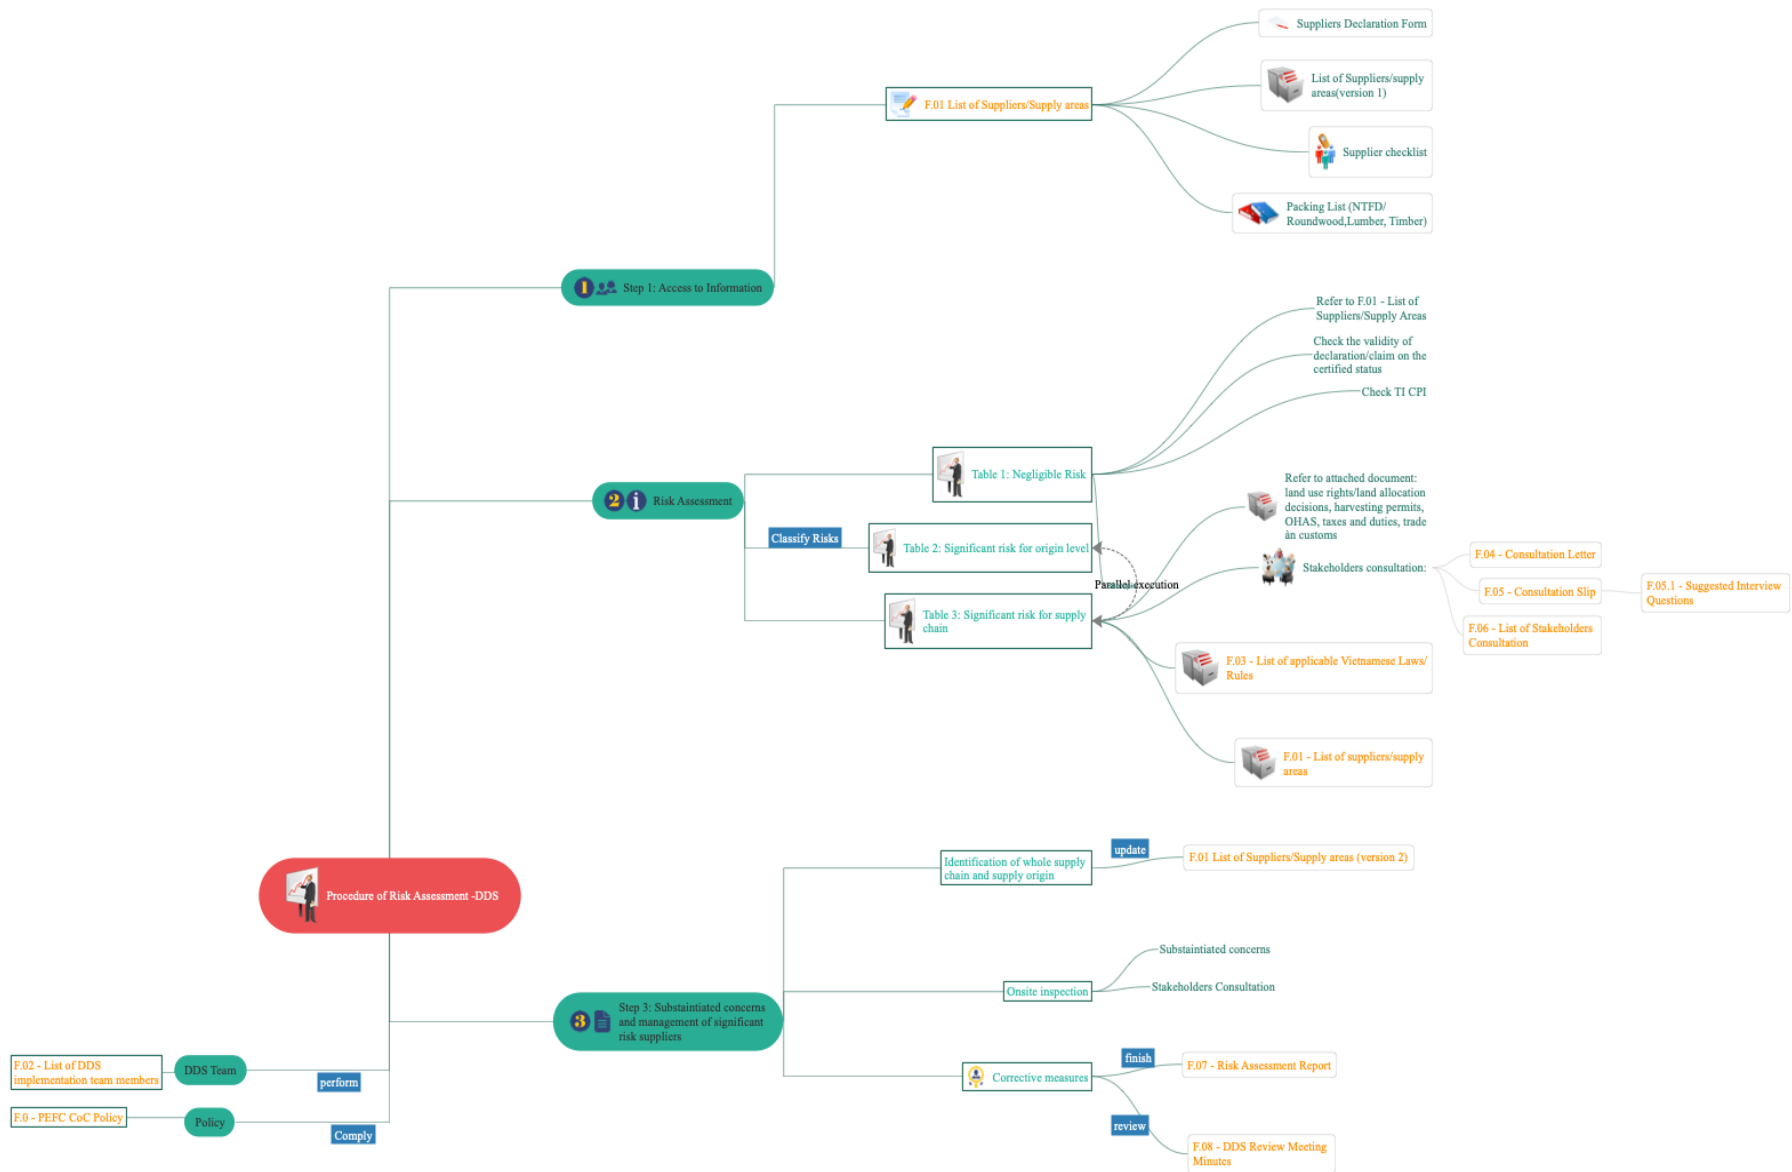 Suppliers Declaration Form
List of Suppliers/supply
areas(version 1)
F.01 List of Suppliers/Supply areas
Supplier checklist
Packing List (NTFD/
Roundwood,Lumber, Timber)
1 Step 1: Access to Information
Refer to F.01 - List of
Suppliers/Supply Areas
Check the validity of
declaration/claim on the
certified status
Check TI CPI
Table 1: Negligible Risk
2 Risk Assessment
Refer to attached document:
land use rights/land allocation
decisions, harvesting permits,
OHAS, taxes and duties, trade
àn customs
Classify Risks
Table 2: Significant risk for origin level
Stakeholders consultation:
F.04 - Consultation Letter
Parallel execution
F.05 - Consultation Slip
F.05.1 - Suggested Interview
Questions
Table 3: Significant risk for supply
chain
F.06 - List of Stakeholders
Consultation
F.03 - List of applicable Vietnamese Laws/
Rules
F.01 - List of suppliers/supply
areas
Procedure of Risk Assessment -DDS
Identification of whole supply
chain and supply origin
update
F.01 List of Suppliers/Supply areas (version 2)
Substaintiated concerns
Onsite inspection
Stakeholders Consultation
3 Step 3: Substaintiated concerns
and management of significant
risk suppliers
Corrective measures
finish
F.07 - Risk Assessment Report
review
F.08 - DDS Review Meeting
Minutes
F.02 - List of DDS
implementation team members
DDS Team
perform
F.0 - PEFC CoC Policy
Policy
Comply